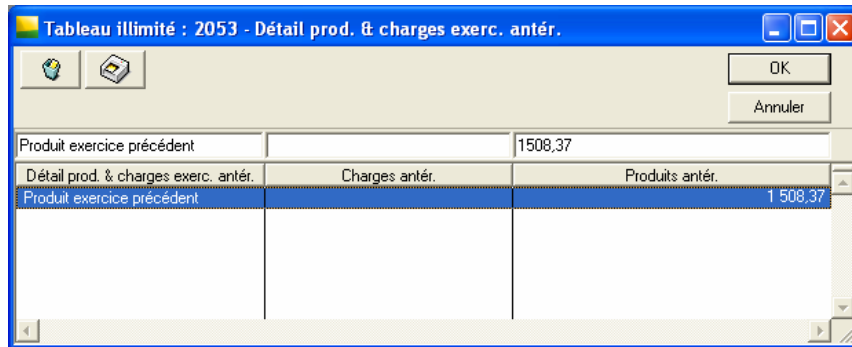 Tableau illimité : 2053 - Détail prod. & charges exerc. antér.
OK
Annuler
Produit exercice précédent 1508,37
Détail prod. & charges exerc. antér. Charges antér. Produits antér.
Produit exercice précédent 1 508,37